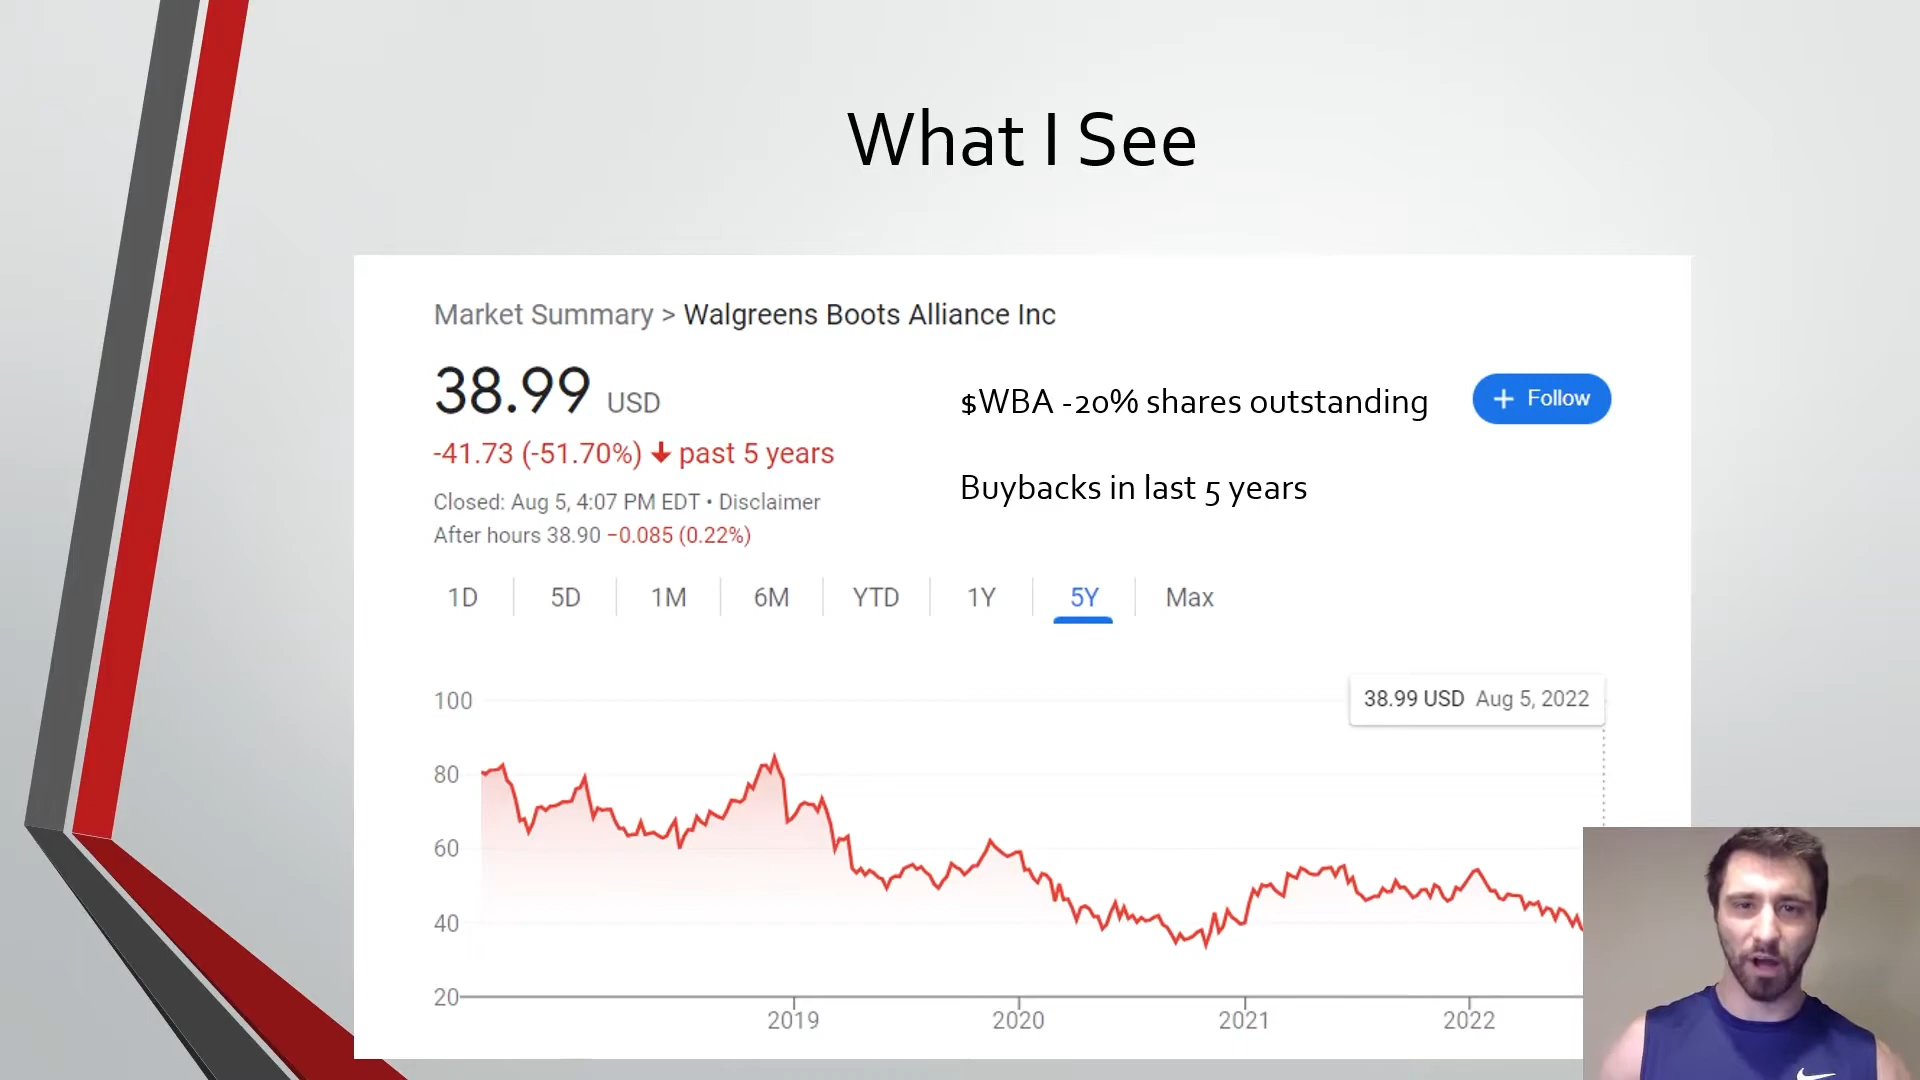 What I See
Market Summary > Walgreens Boots Alliance Inc
38.99 USD
$WBA -20% shares outstanding
+ Follow
-41.73 (-51.70%) ↓ past 5 years
Buybacks in last 5 years
Closed: Aug 5, 4:07 PM EDT • Disclaimer
After hours 38.90 −0.085 (0.22%)
1D 5D 1M 6M YTD 1Y 5Y Max
38.99 USD Aug 5, 2022
100
80
60
40
20
2019 2020 2021 2022